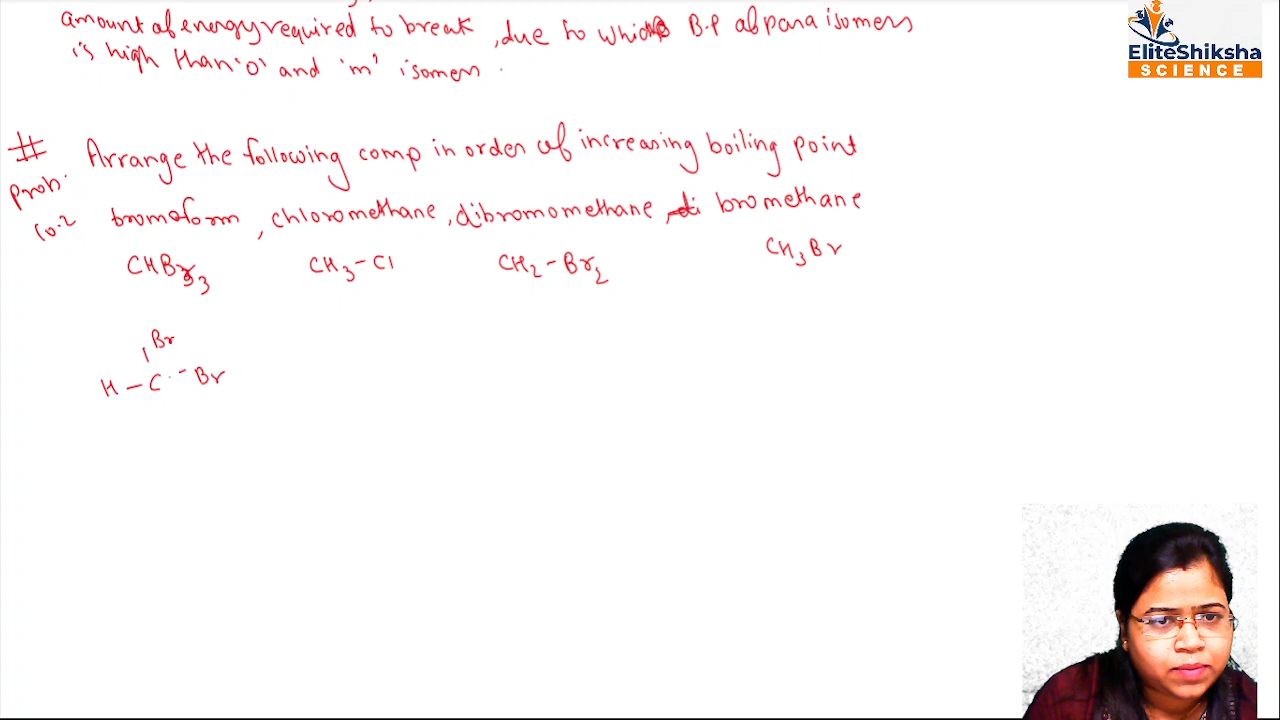 amount of energy required to break, due to which B.P of para isomers
is high than 'o' and 'm' isomers.
EliteShiksha
SCIENCE
# Arrange the following comp in order of increasing boiling point
prob.
10.2 bromoform, chloromethane, dibromomethane, bromethane
CHBr3 CH3-Cl CH2-Br2 CH3Br
Br
H-C-Br